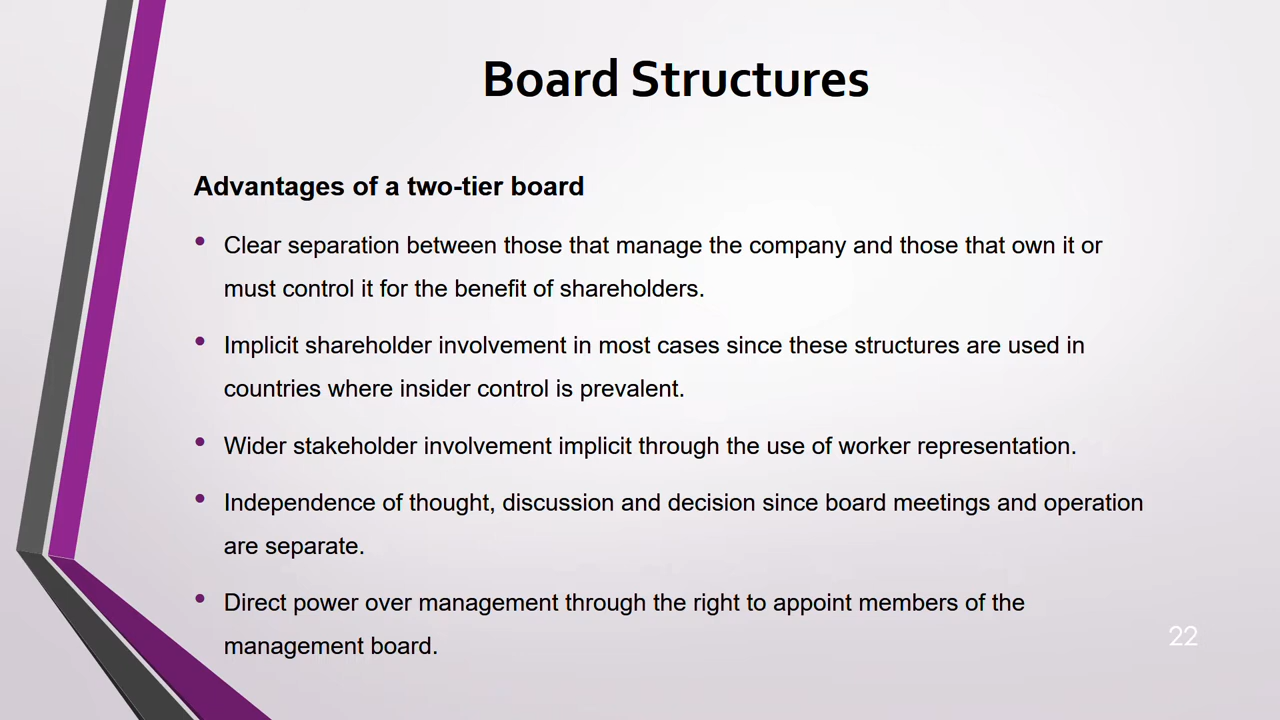 Board Structures
Advantages of a two-tier board
• Clear separation between those that manage the company and those that own it or
must control it for the benefit of shareholders.
• Implicit shareholder involvement in most cases since these structures are used in
countries where insider control is prevalent.
• Wider stakeholder involvement implicit through the use of worker representation.
• Independence of thought, discussion and decision since board meetings and operation
are separate.
• Direct power over management through the right to appoint members of the
management board.
22